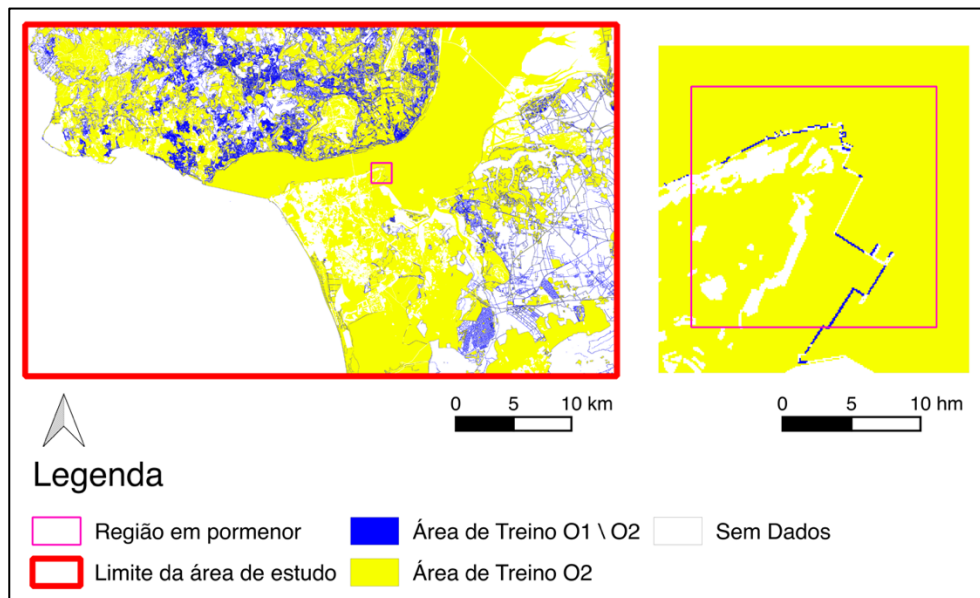 0 5 10 km
0 5 10 hm
Legenda
Região em pormenor
Área de Treino O1 \ O2
Sem Dados
Limite da área de estudo
Área de Treino O2